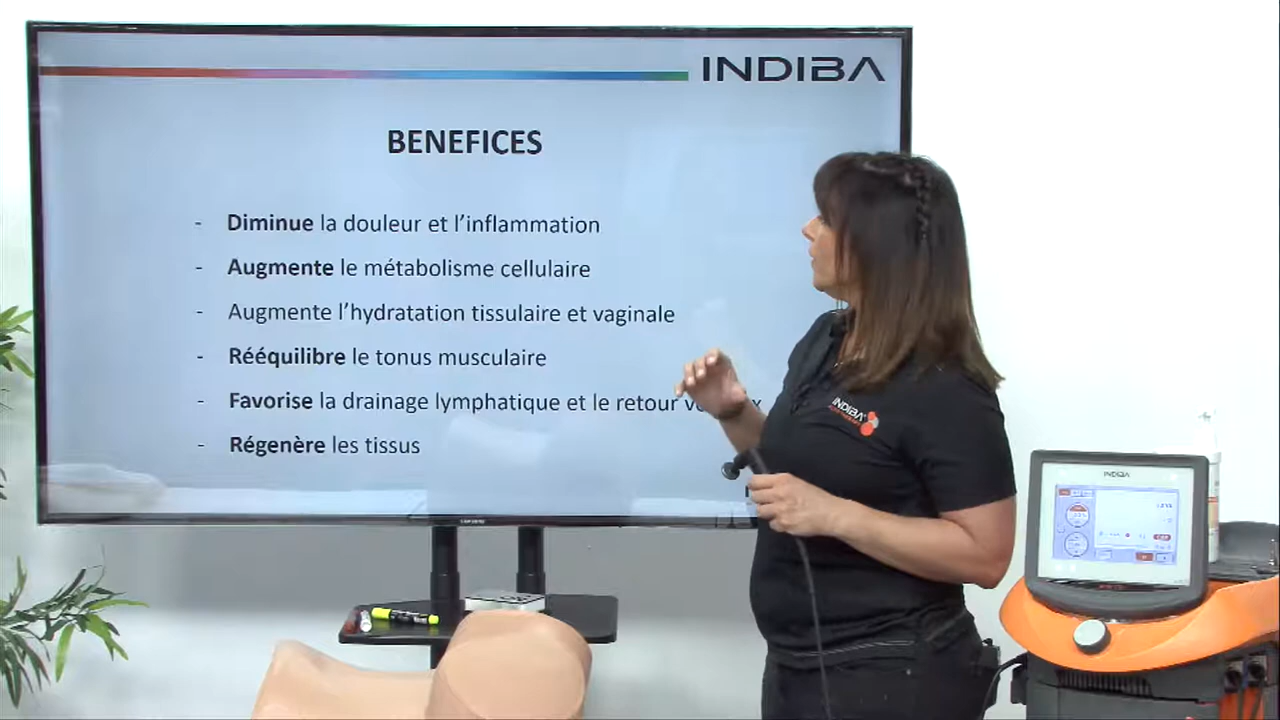 INDIBA
BENEFICES
- Diminue la douleur et l’inflammation
- Augmente le métabolisme cellulaire
- Augmente l’hydratation tissulaire et vaginale
- Rééquilibre le tonus musculaire
- Favorise la drainage lymphatique et le retour
- Régenère les tissus
INDIBA
INDIBA